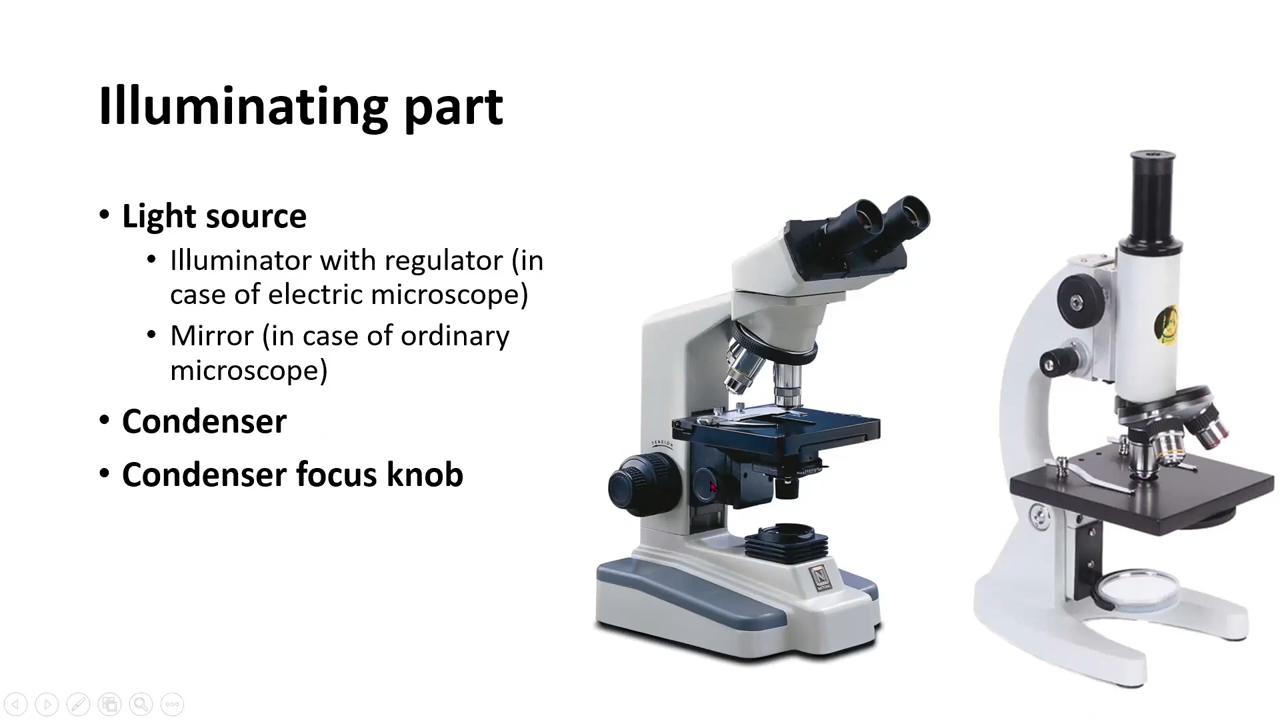 Illuminating part
• Light source
• Illuminator with regulator (in
case of electric microscope)
• Mirror (in case of ordinary
microscope)
• Condenser
• Condenser focus knob
TENSION
N